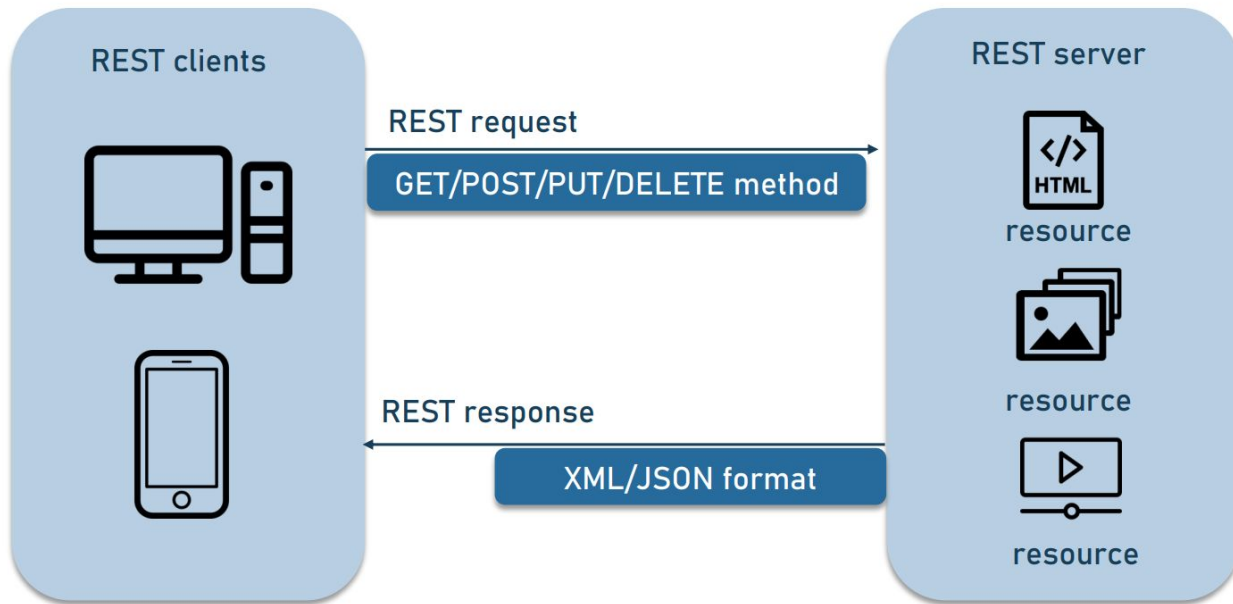 REST clients
REST request
GET/POST/PUT/DELETE method
REST response
XML/JSON format
REST server
</>
HTML
resource
resource
resource